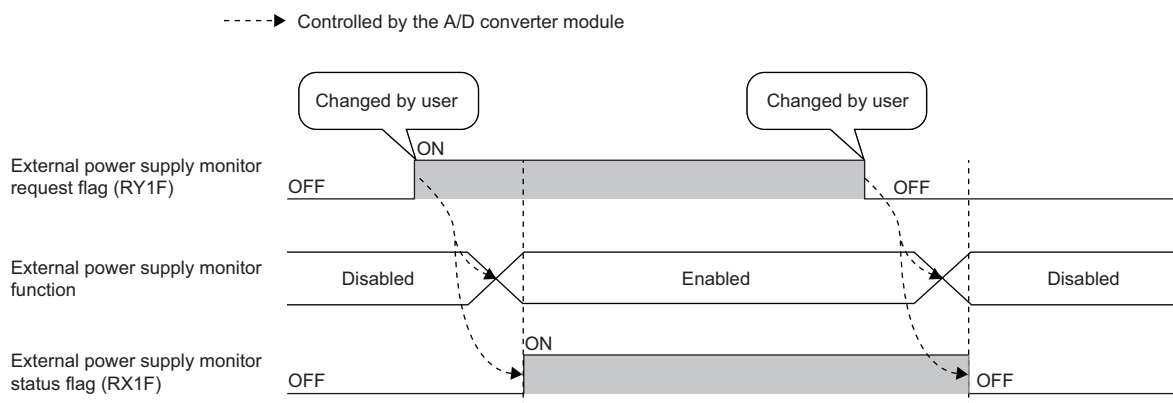 Controlled by the A/D converter module
Changed by user
Changed by user
External power supply monitor
request flag (RY1F)
OFF
ON
OFF
External power supply monitor
function
Disabled
Enabled
Disabled
External power supply monitor
status flag (RX1F)
OFF
ON
OFF